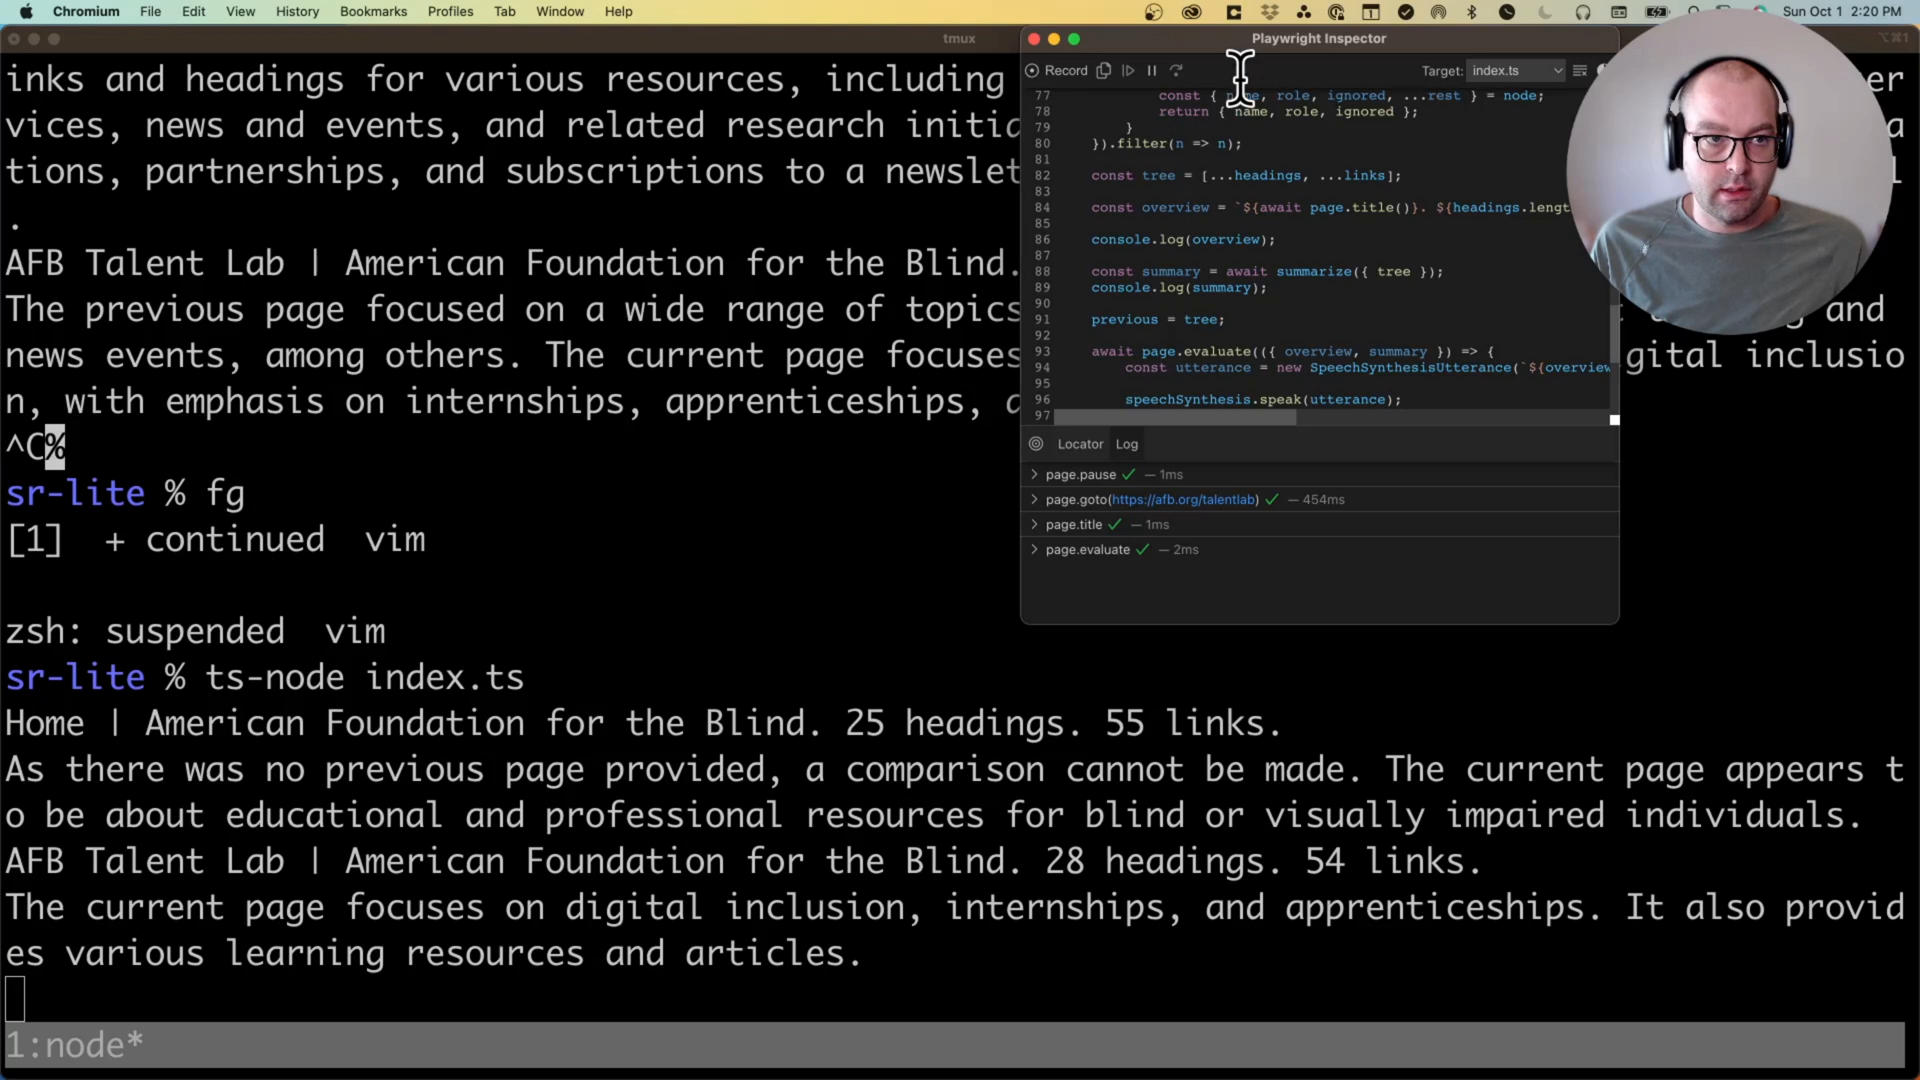 Chromium File Edit View History Bookmarks Profiles Tab Window Help Sun Oct 1 2:20 PM
tmux ⌥⌘1
inks and headings for various resources, including
vices, news and events, and related research initia
tions, partnerships, and subscriptions to a newslet
.
AFB Talent Lab | American Foundation for the Blind.
The previous page focused on a wide range of topics
and
news events, among others. The current page focuses
gital inclusio
n, with emphasis on internships, apprenticeships, a
^C%
sr-lite % fg
[1] + continued vim
zsh: suspended vim
sr-lite % ts-node index.ts
Home | American Foundation for the Blind. 25 headings. 55 links.
As there was no previous page provided, a comparison cannot be made. The current page appears t
o be about educational and professional resources for blind or visually impaired individuals.
AFB Talent Lab | American Foundation for the Blind. 28 headings. 54 links.
The current page focuses on digital inclusion, internships, and apprenticeships. It also provid
es various learning resources and articles.
1:node*
Playwright Inspector
Record Target: index.ts
77 const { name, role, ignored, ...rest } = node;
78 return { name, role, ignored };
79 }
80 }).filter(n => n);
81
82 const tree = [...headings, ...links];
83
84 const overview = `${await page.title()}. ${headings.lengt
85
86 console.log(overview);
87
88 const summary = await summarize({ tree });
89 console.log(summary);
90
91 previous = tree;
92
93 await page.evaluate(({ overview, summary }) => {
94 const utterance = new SpeechSynthesisUtterance(`${overview
95
96 speechSynthesis.speak(utterance);
97
Locator Log
page.pause ✓ — 1ms
page.goto(https://afb.org/talentlab) ✓ — 454ms
page.title ✓ — 1ms
page.evaluate ✓ — 2ms